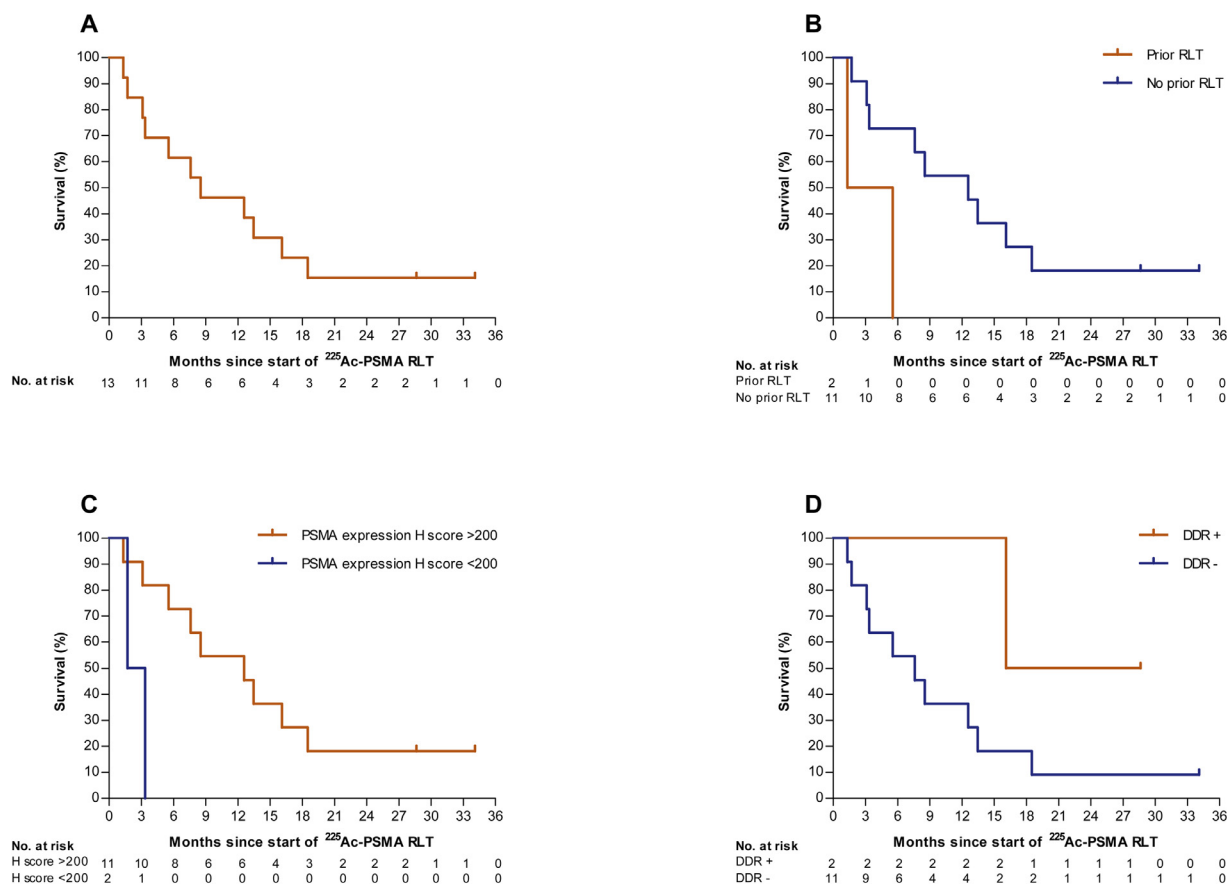 A
100
90
80
70
60
50
40
30
20
10
0
Survival (%)
0 3 6 9 12 15 18 21 24 27 30 33 36
Months since start of ²²⁵Ac-PSMA RLT
No. at risk
13 11 8 6 6 4 3 2 2 2 1 1 0
B
Prior RLT
No prior RLT
100
90
80
70
60
50
40
30
20
10
0
Survival (%)
0 3 6 9 12 15 18 21 24 27 30 33 36
Months since start of ²²⁵Ac-PSMA RLT
No. at risk
Prior RLT 2 1 0 0 0 0 0 0 0 0 0 0 0
No prior RLT 11 10 8 6 6 4 3 2 2 2 1 1 0
C
PSMA expression H score >200
PSMA expression H score <200
100
90
80
70
60
50
40
30
20
10
0
Survival (%)
0 3 6 9 12 15 18 21 24 27 30 33 36
Months since start of ²²⁵Ac-PSMA RLT
No. at risk
H score >200 11 10 8 6 6 4 3 2 2 2 1 1 0
H score <200 2 1 0 0 0 0 0 0 0 0 0 0 0
D
DDR +
DDR -
100
90
80
70
60
50
40
30
20
10
0
Survival (%)
0 3 6 9 12 15 18 21 24 27 30 33 36
Months since start of ²²⁵Ac-PSMA RLT
No. at risk
DDR + 2 2 2 2 2 2 1 1 1 1 0 0 0
DDR - 11 9 6 4 4 2 2 1 1 1 1 1 0